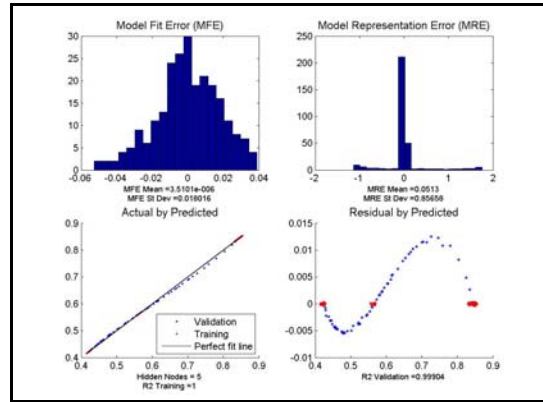 Model Fit Error (MFE)
30
25
20
15
10
5
0
-0.06 -0.04 -0.02 0 0.02 0.04
MFE Mean =3.5101e-006
MFE St Dev =0.018016
Model Representation Error (MRE)
250
200
150
100
50
0
-2 -1 0 1 2
MRE Mean =0.0513
MRE St Dev =0.85658
Actual by Predicted
0.9
0.8
0.7
0.6
0.5
0.4
0.4 0.5 0.6 0.7 0.8 0.9
Validation
Training
Perfect fit line
Hidden Nodes = 5
R2 Training =1
Residual by Predicted
0.015
0.01
0.005
0
-0.005
-0.01
0.4 0.5 0.6 0.7 0.8 0.9
R2 Validation =0.99904